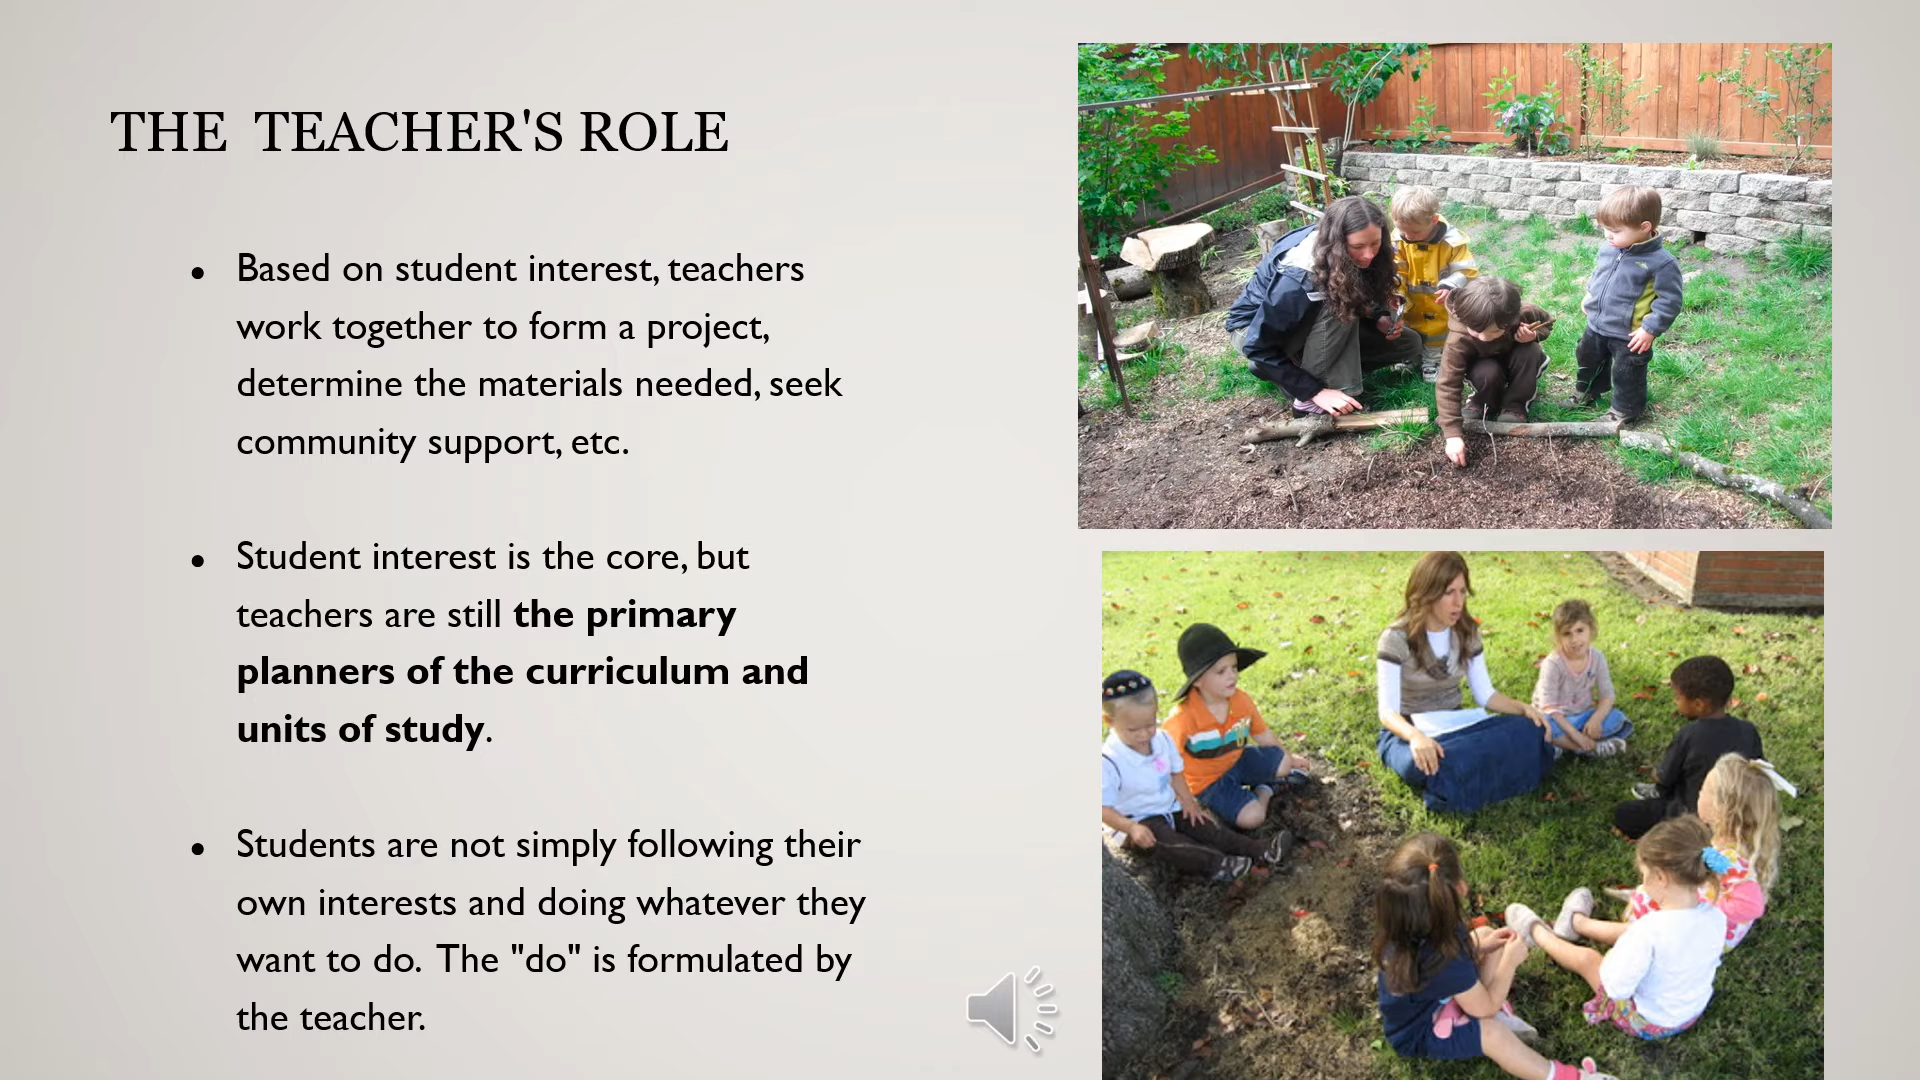 THE TEACHER'S ROLE
• Based on student interest, teachers
work together to form a project,
determine the materials needed, seek
community support, etc.
• Student interest is the core, but
teachers are still the primary
planners of the curriculum and
units of study.
• Students are not simply following their
own interests and doing whatever they
want to do. The "do" is formulated by
the teacher.